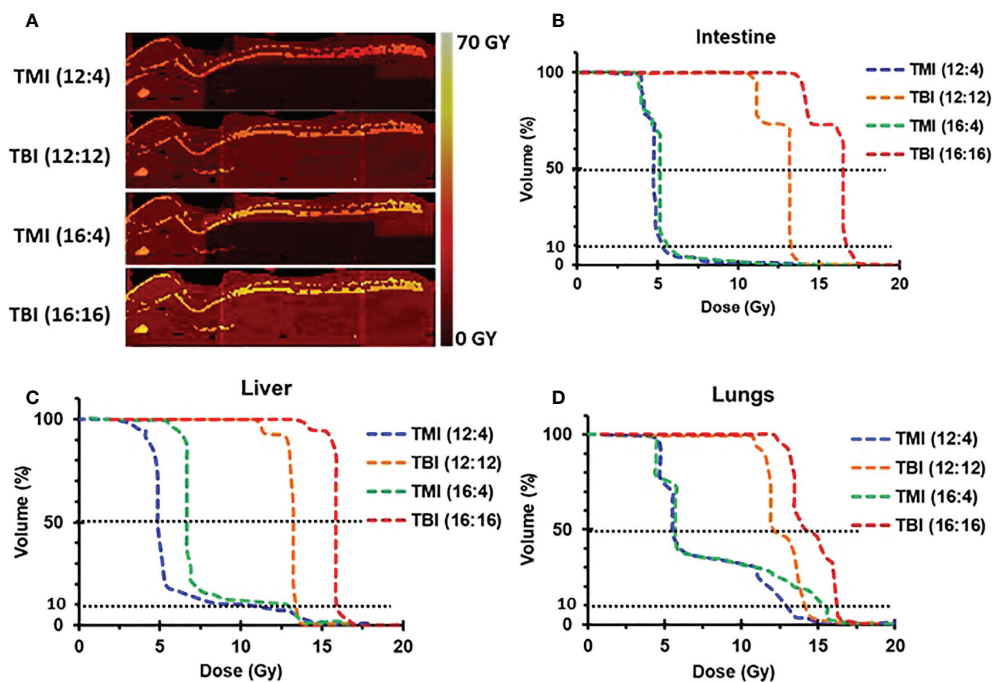 A
70 GY
TMI (12:4)
TBI (12:12)
TMI (16:4)
TBI (16:16)
0 GY
B
Intestine
Volume (%)
100
50
10
0
0
5
10
15
20
Dose (Gy)
TMI (12:4)
TBI (12:12)
TMI (16:4)
TBI (16:16)
C
Liver
Volume (%)
100
50
10
0
0
5
10
15
20
Dose (Gy)
TMI (12:4)
TBI (12:12)
TMI (16:4)
TBI (16:16)
D
Lungs
Volume (%)
100
50
10
0
0
5
10
15
20
Dose (Gy)
TMI (12:4)
TBI (12:12)
TMI (16:4)
TBI (16:16)